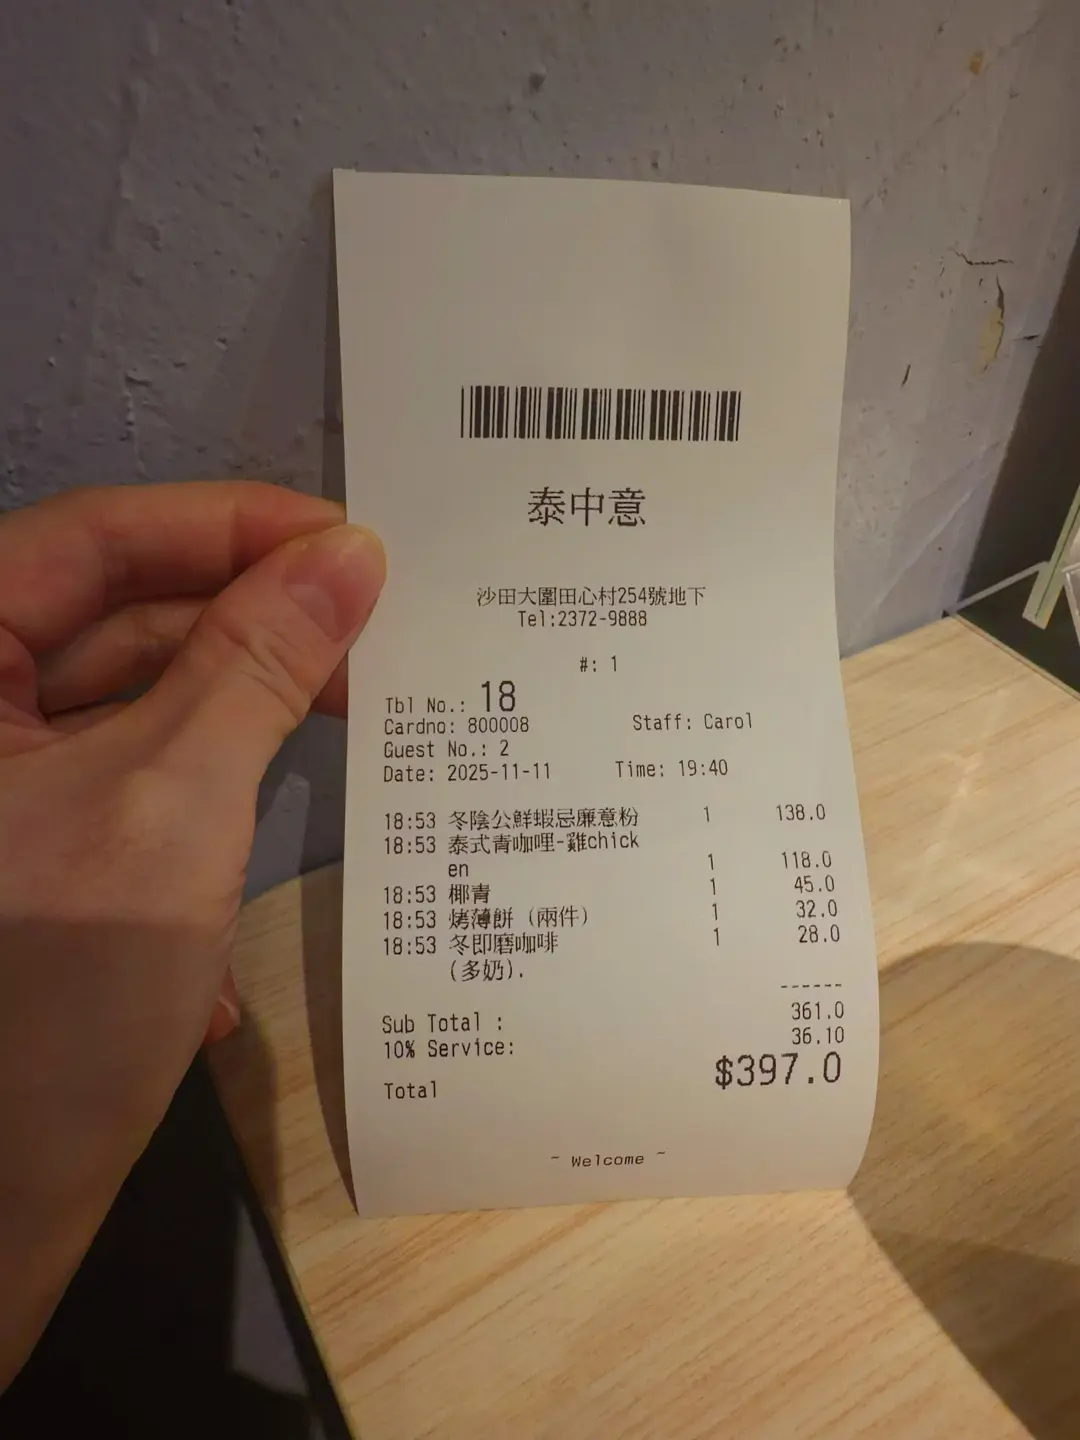 泰中意
沙田大圍田心村254號地下
Tel:2372-9888
#: 1
Tbl No.: 18
Cardno: 800008 Staff: Carol
Guest No.: 2
Date: 2025-11-11 Time: 19:40
18:53 冬陰公鮮蝦忌廉意粉 1 138.0
18:53 泰式青咖哩-雞chick
en 1 118.0
18:53 椰青 1 45.0
18:53 烤薄餅（兩件） 1 32.0
18:53 冬即磨咖啡 1 28.0
（多奶）.
------
Sub Total : 361.0
10% Service: 36.10
Total $397.0
~ Welcome ~